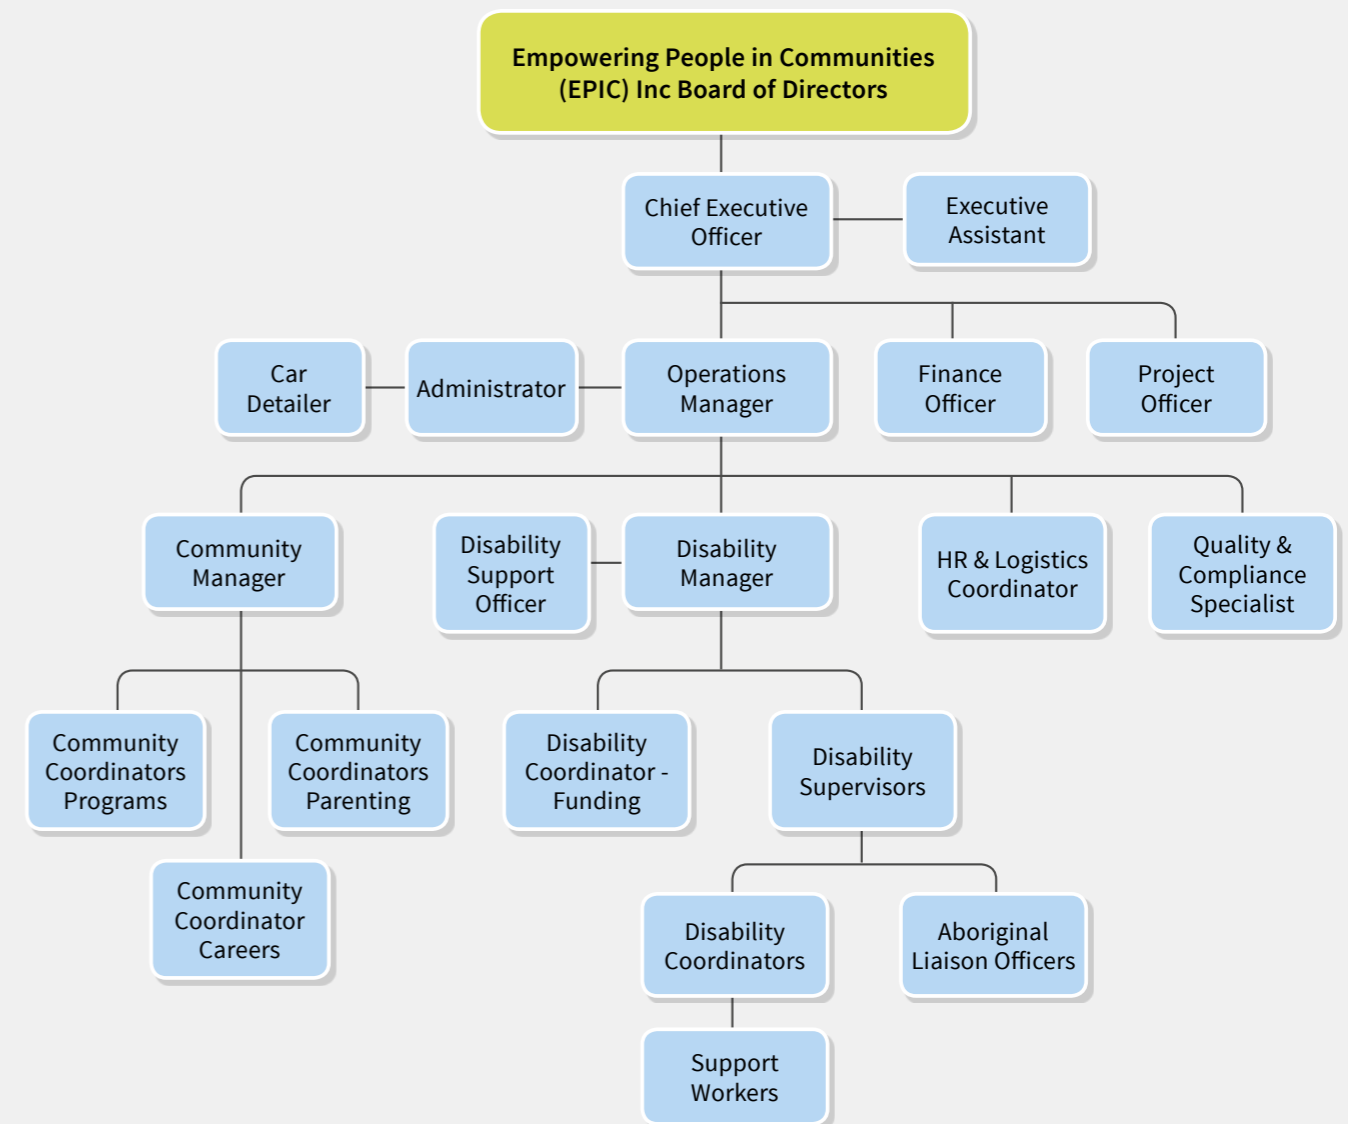 Empowering People in Communities
(EPIC) Inc Board of Directors
Chief Executive
Officer
Executive
Assistant
Car
Detailer
Administrator
Operations
Manager
Finance
Officer
Project
Officer
Community
Manager
Disability
Support
Officer
Disability
Manager
HR & Logistics
Coordinator
Quality &
Compliance
Specialist
Community
Coordinators
Programs
Community
Coordinators
Parenting
Disability
Coordinator -
Funding
Disability
Supervisors
Community
Coordinator
Careers
Disability
Coordinators
Aboriginal
Liaison Officers
Support
Workers